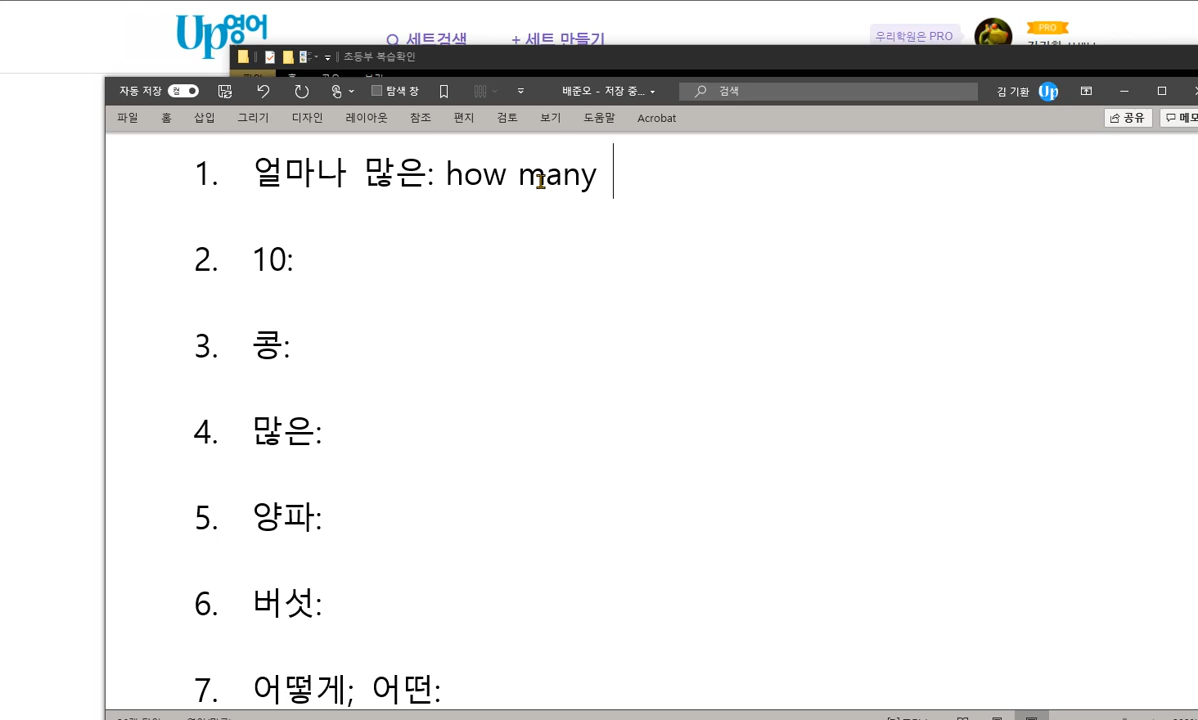 Up영어
세트검색
+ 세트 만들기
우리학원은 PRO
PRO
초등부 복습확인
자동 저장
탐색 창
배준오 - 저장 중...
검색
김 기환
Up
파일 홈 삽입 그리기 디자인 레이아웃 참조 편지 검토 보기 도움말 Acrobat
공유
메모
1. 얼마나 많은: how many
2. 10:
3. 콩:
4. 많은:
5. 양파:
6. 버섯:
7. 어떻게; 어떤: